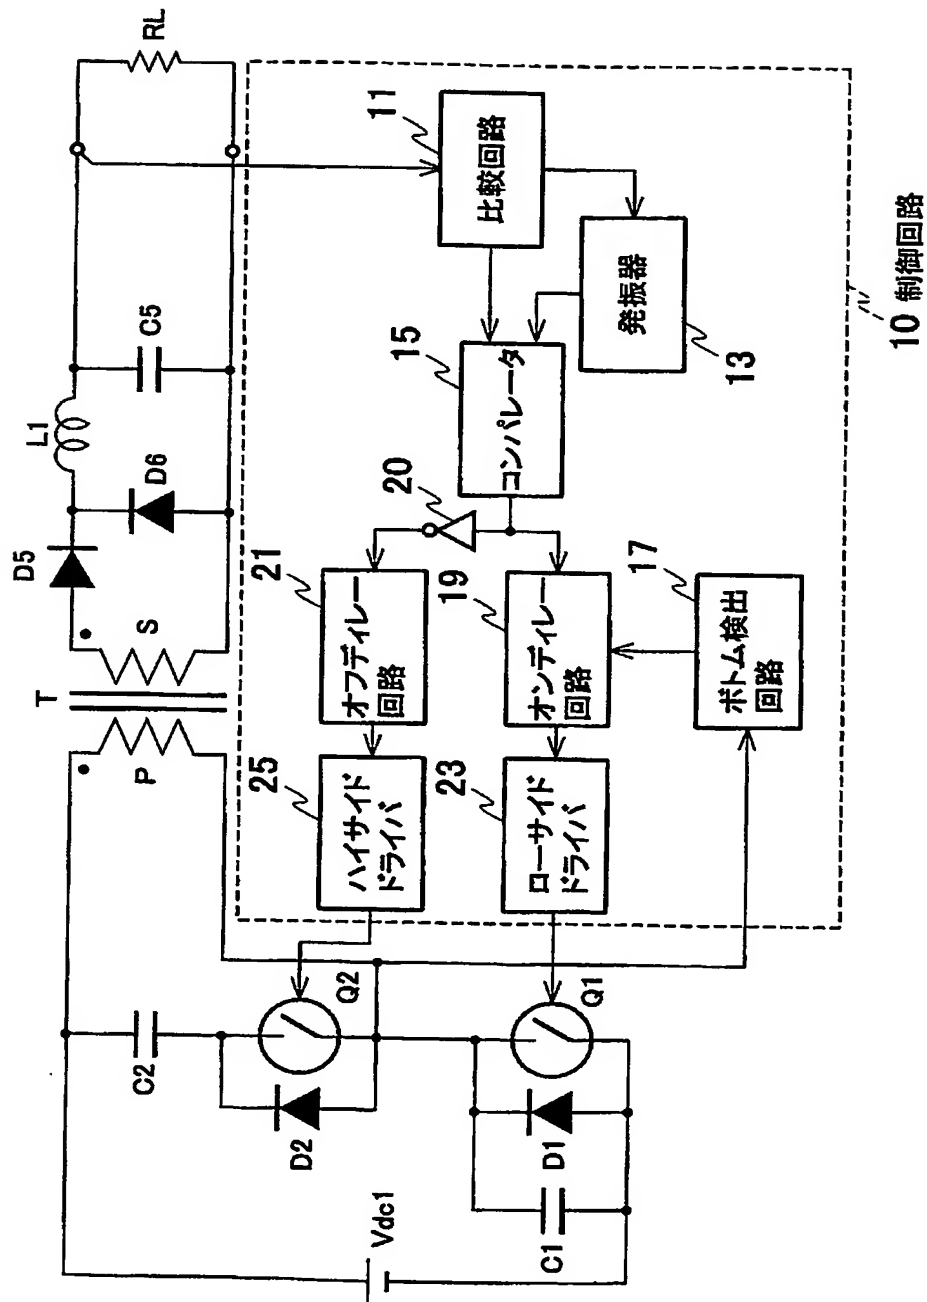 Vdc1
C2
D2
Q2
C1
D1
Q1
P
T
S
D5
D6
L1
C5
RL
25
ハイサイド
ドライバ
21
オフディレー
回路
20
23
ローサイド
ドライバ
19
オンディレー
回路
15
コンパレータ
11
比較回路
発振器
13
17
ボトム検出
回路
10 制御回路